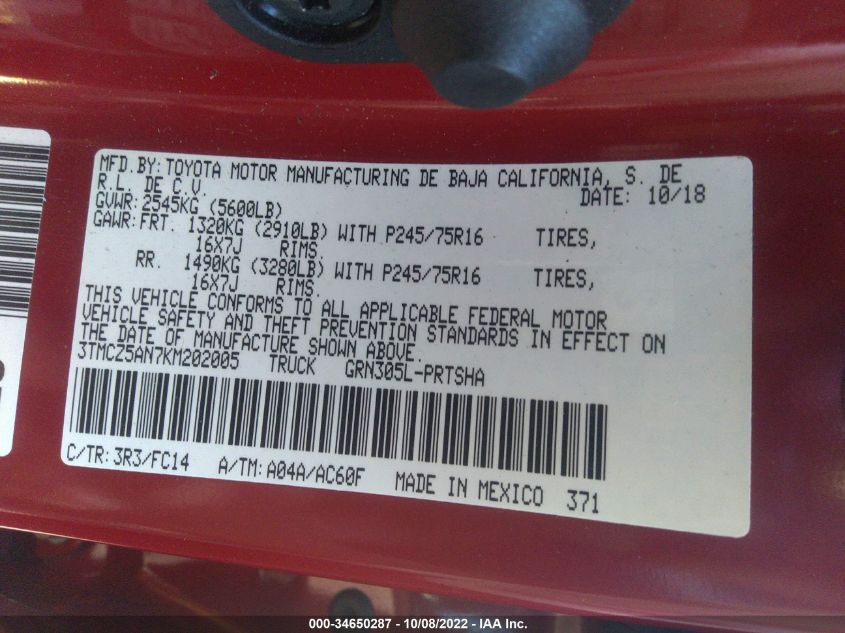 MFD.BY:TOYOTA MOTOR MANUFACTURING DE BAJA CALIFORNIA, S. DE
R.L. DE C.V. DATE: 10/18
GVWR:2545KG (5600LB)
GAWR:FRT. 1320KG (2910LB) WITH P245/75R16 TIRES,
16X7J RIMS.
RR. 1490KG (3280LB) WITH P245/75R16 TIRES,
16X7J RIMS.
THIS VEHICLE CONFORMS TO ALL APPLICABLE FEDERAL MOTOR
VEHICLE SAFETY AND THEFT PREVENTION STANDARDS IN EFFECT ON
THE DATE OF MANUFACTURE SHOWN ABOVE.
3TMCZ5AN7KM202005 TRUCK GRN305L-PRTSHA
C/TR:3R3/FC14 A/TM:A04A/AC60F MADE IN MEXICO 371
000-34650287 - 10/08/2022 - IAAI Inc.